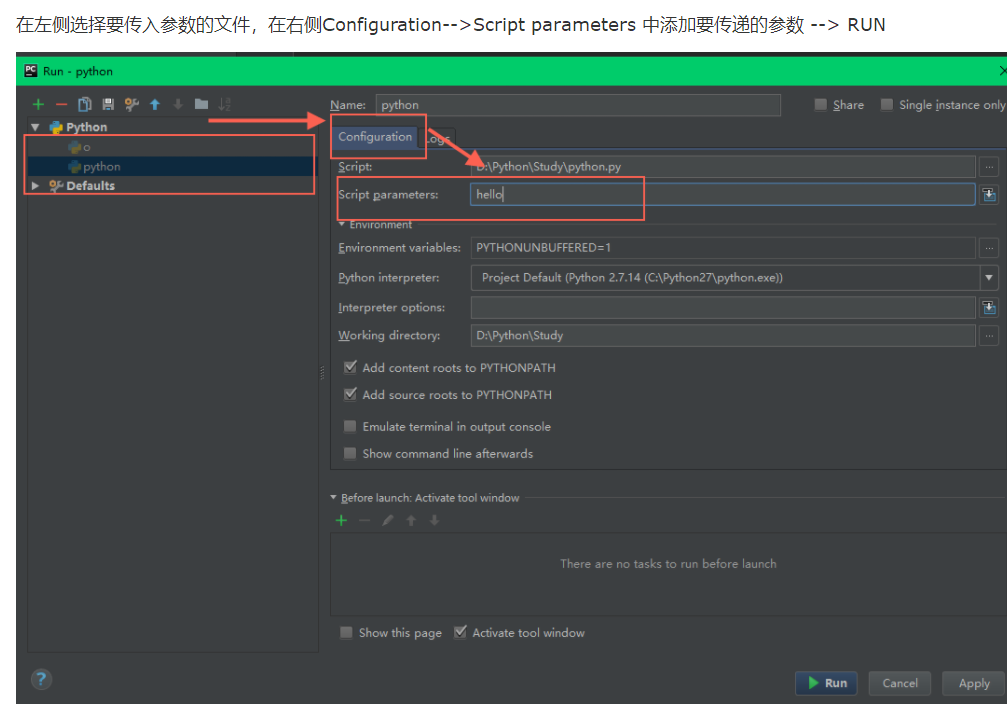 在左侧选择要传入参数的文件，在右侧Configuration-->Script parameters 中添加要传递的参数 --> RUN
PC Run - python
Name: python Share Single instance only
Python
o
python
Defaults
Configuration Logs
Script: D:\Python\Study\python.py
Script parameters: hello
Environment
Environment variables: PYTHONUNBUFFERED=1
Python interpreter: Project Default (Python 2.7.14 (C:\Python27\python.exe))
Interpreter options:
Working directory: D:\Python\Study
Add content roots to PYTHONPATH
Add source roots to PYTHONPATH
Emulate terminal in output console
Show command line afterwards
Before launch: Activate tool window
There are no tasks to run before launch
Show this page Activate tool window
? Run Cancel Apply